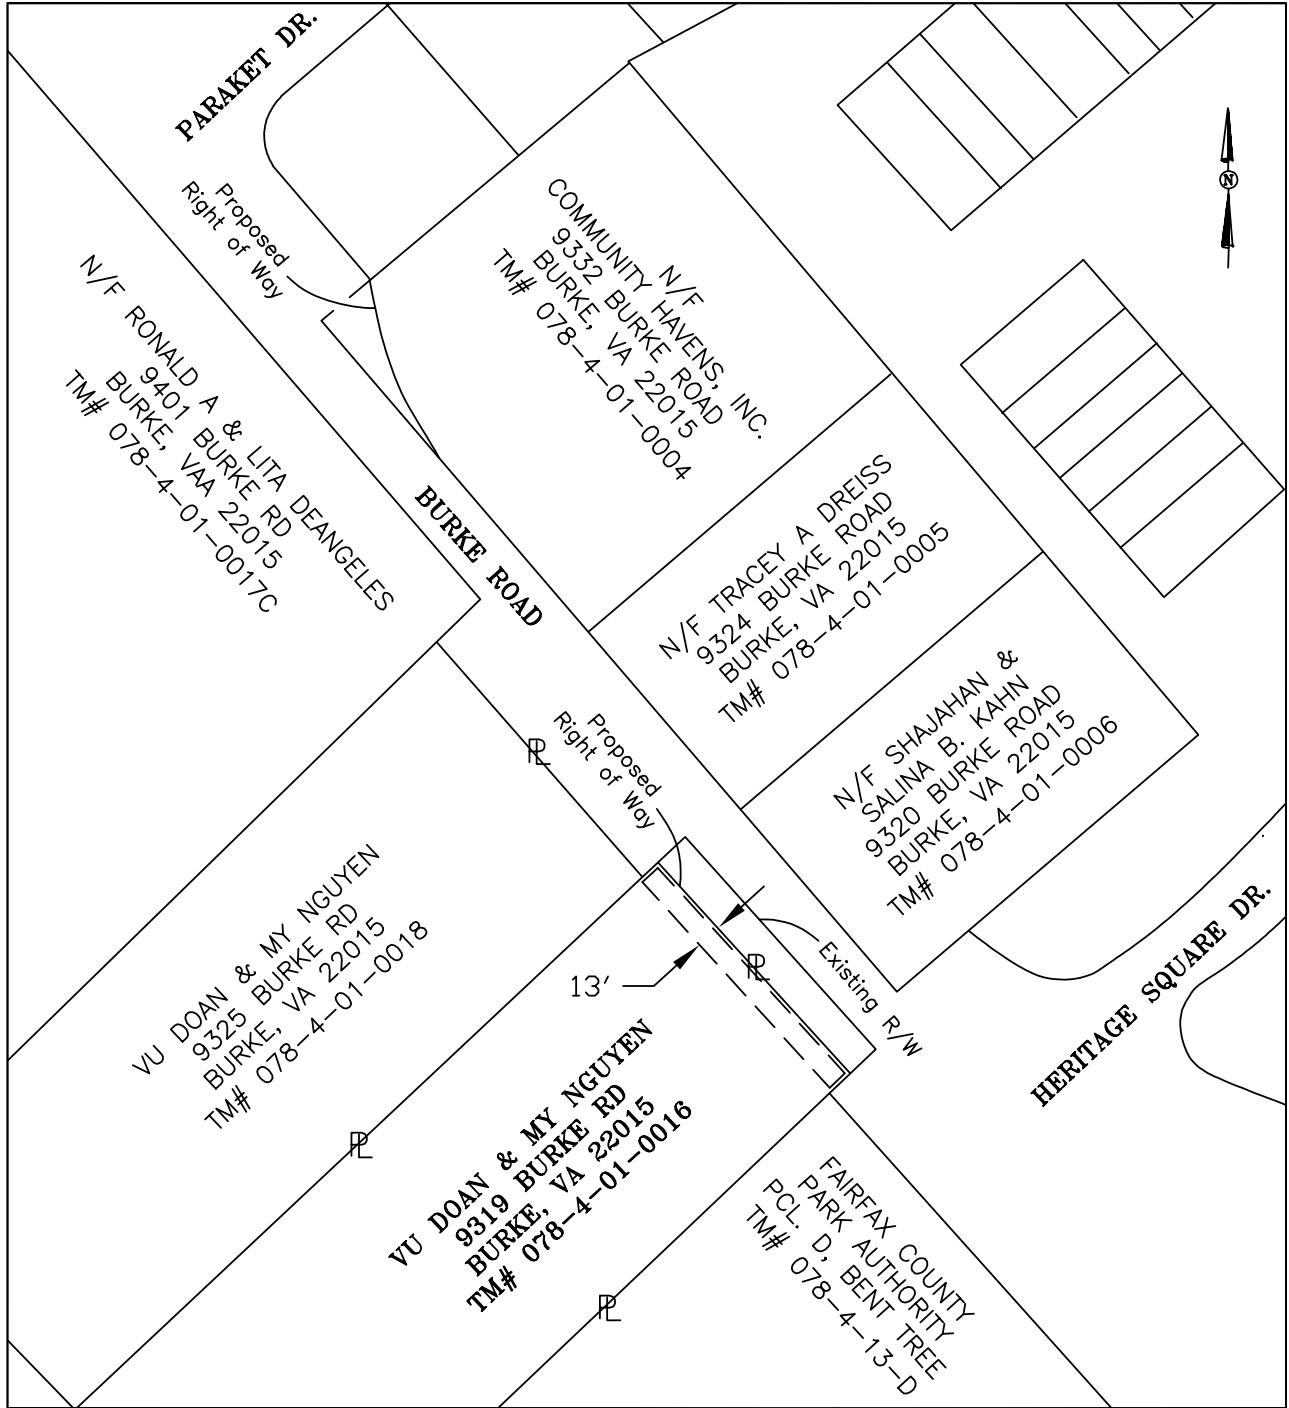 PARAKET DR.
Proposed
Right of Way
N
N/F RONALD A & LITA DEANGELES
9401 BURKE RD
BURKE, VAA 22015
TM# 078-4-01-0017C
N/F
COMMUNITY HAVENS, INC.
9332 BURKE ROAD
BURKE, VA 22015
TM# 078-4-01-0004
BURKE ROAD
N/F TRACEY A DREISS
9324 BURKE ROAD
BURKE, VA 22015
TM# 078-4-01-0005
N/F SHAJAHAN &
SALINA B. KAHN
9320 BURKE ROAD
BURKE, VA 22015
TM# 078-4-01-0006
PL
Proposed
Right of Way
VU DOAN & MY NGUYEN
9325 BURKE RD
BURKE, VA 22015
TM# 078-4-01-0018
13'
PL
Existing R/W
HERITAGE SQUARE DR.
PL
VU DOAN & MY NGUYEN
9319 BURKE RD
BURKE, VA 22015
TM# 078-4-01-0016
PL
FAIRFAX COUNTY
PARK AUTHORITY
PCL. D, BENT TREE
TM# 078-4-13-D